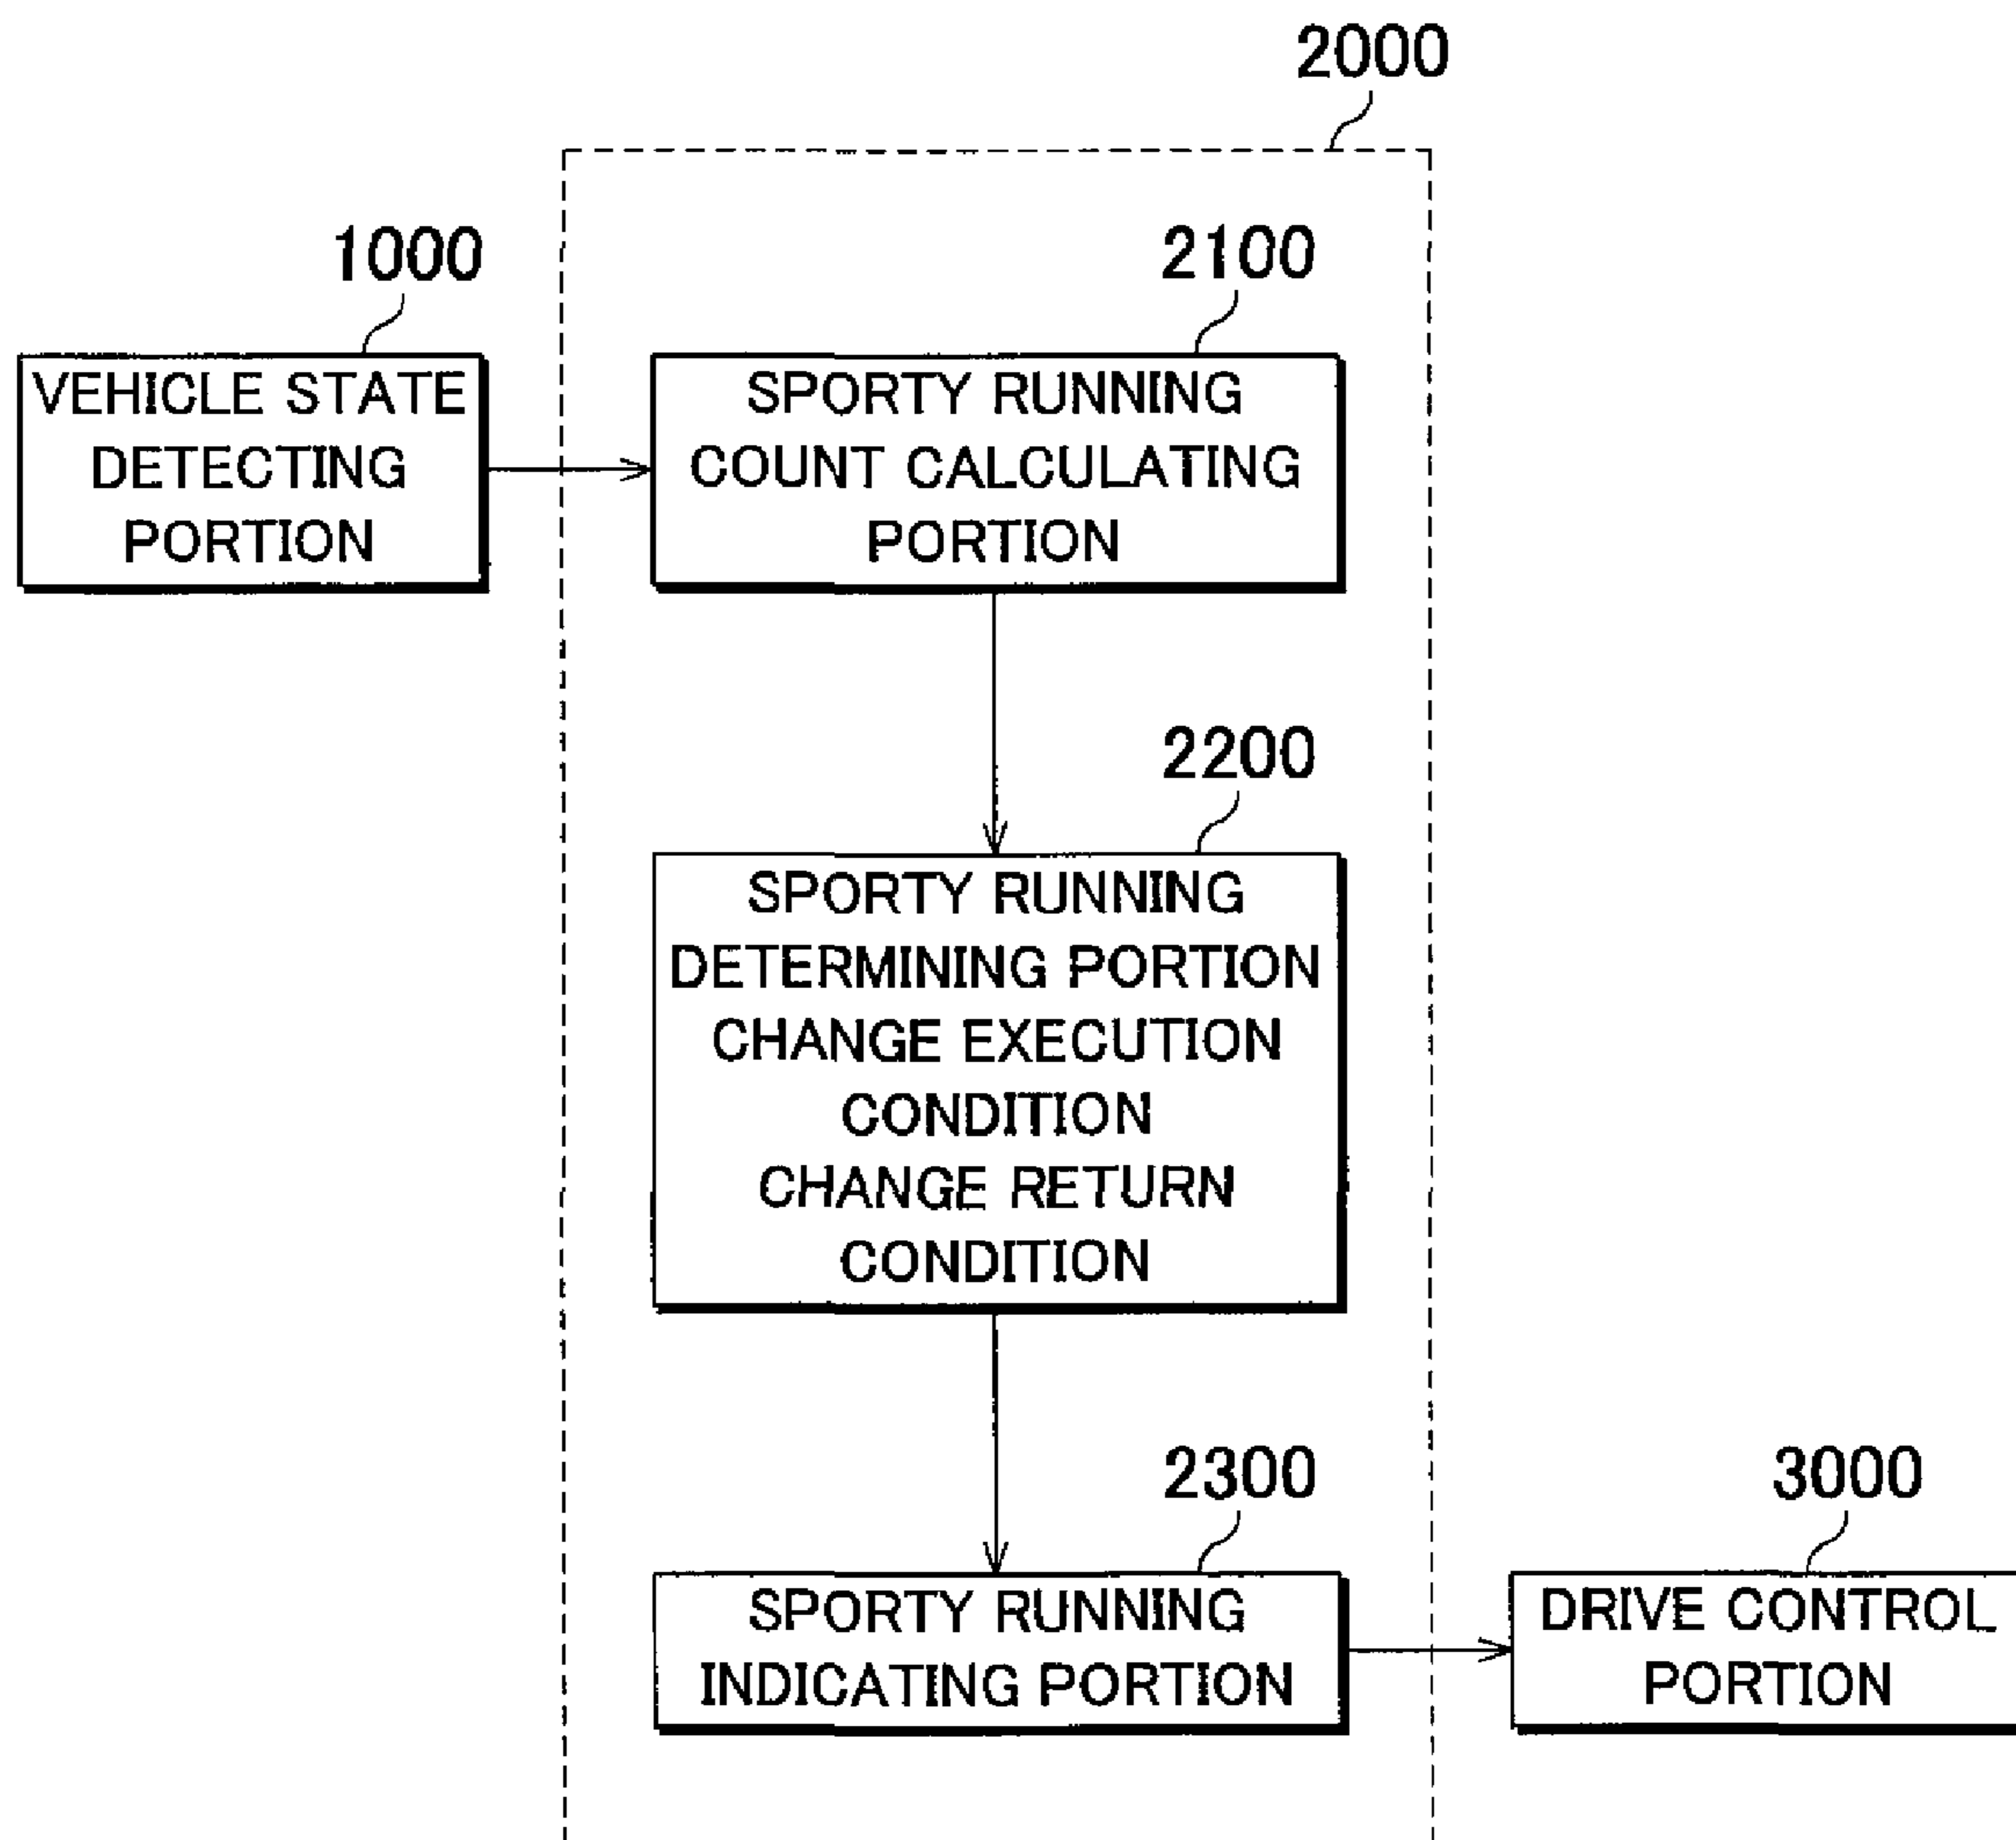 2000
1000
VEHICLE STATE
DETECTING
PORTION
2100
SPORTY RUNNING
COUNT CALCULATING
PORTION
2200
SPORTY RUNNING
DETERMINING PORTION
CHANGE EXECUTION
CONDITION
CHANGE RETURN
CONDITION
2300
SPORTY RUNNING
INDICATING PORTION
3000
DRIVE CONTROL
PORTION